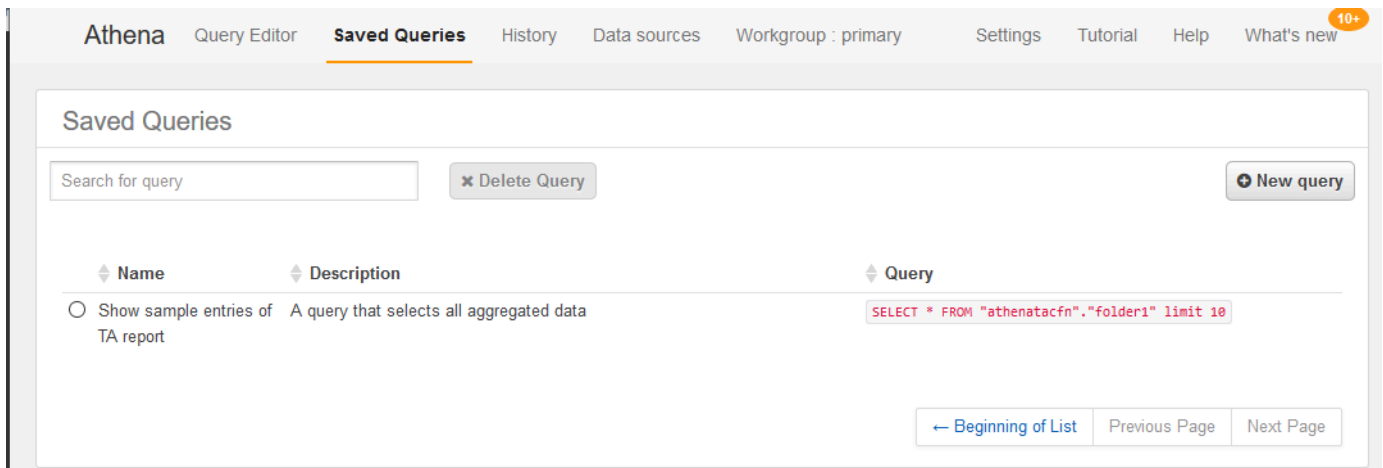 10+
Athena Query Editor Saved Queries History Data sources Workgroup : primary Settings Tutorial Help What's new
Saved Queries
Search for query ✖ Delete Query New query
Name Description Query
Show sample entries of A query that selects all aggregated data SELECT * FROM "athenatacfn"."folder1" limit 10
TA report
← Beginning of List Previous Page Next Page